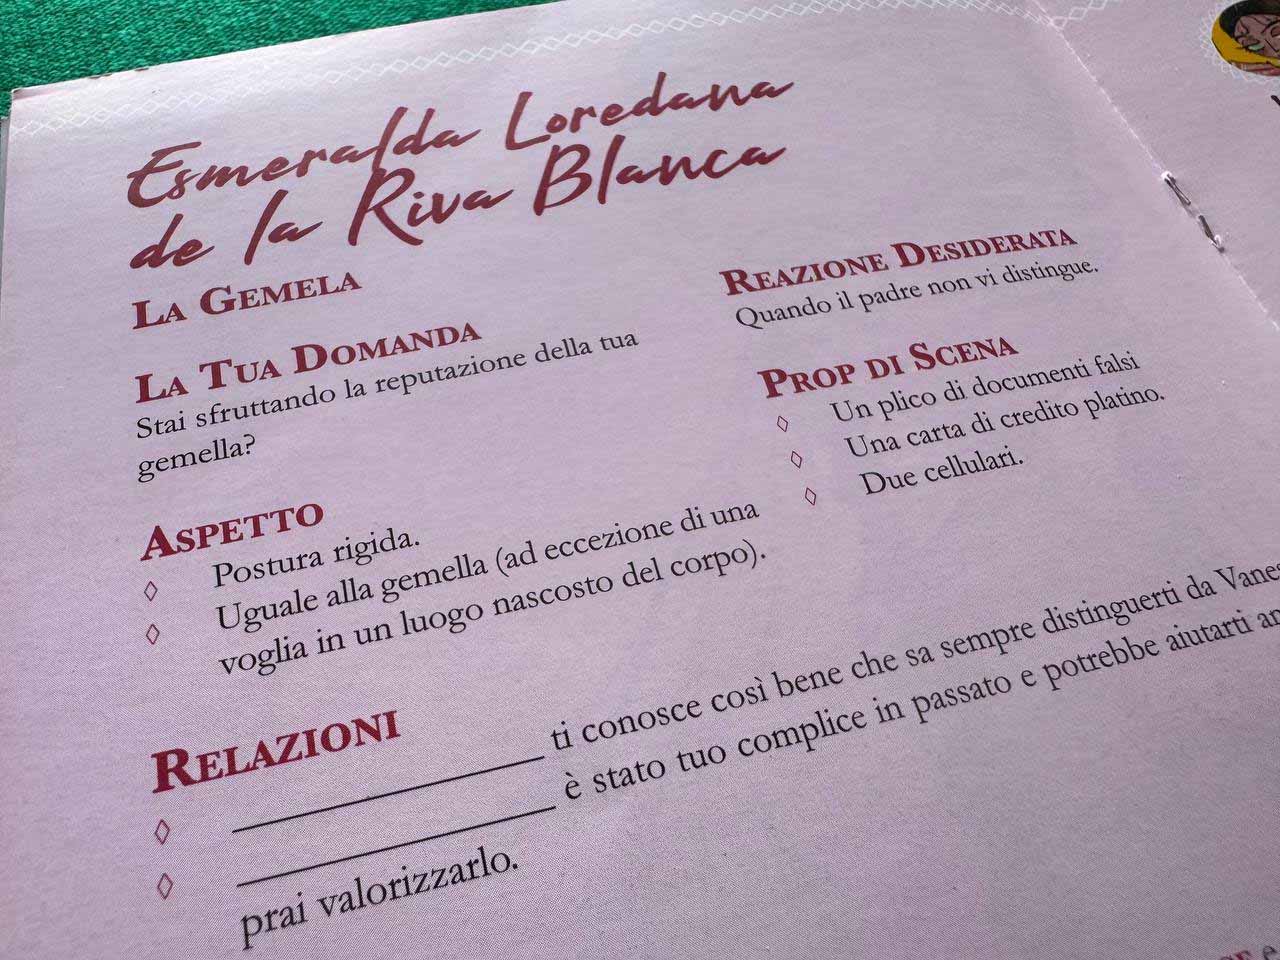 Esmeralda Loredana
de la Riva Blanca
La Gemela
La Tua Domanda
Stai sfruttando la reputazione della tua
gemella?
Aspetto
◊ Postura rigida.
◊ Uguale alla gemella (ad eccezione di una
voglia in un luogo nascosto del corpo).
Reazione Desiderata
Quando il padre non vi distingue.
Prop di Scena
◊ Un plico di documenti falsi
◊ Una carta di credito platino.
◊ Due cellulari.
Relazioni
◊ ____________ ti conosce così bene che sa sempre distinguerti da
◊ ____________ è stato tuo complice in passato e potrebbe aiutarti
prai valorizzarlo.